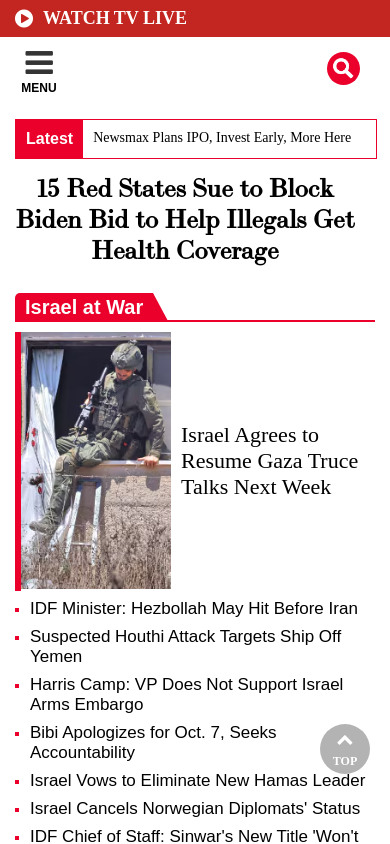 WATCH TV LIVE
MENU
Latest
Newsmax Plans IPO, Invest Early, More Here
15 Red States Sue to Block
Biden Bid to Help Illegals Get
Health Coverage
Israel at War
Israel Agrees to
Resume Gaza Truce
Talks Next Week
IDF Minister: Hezbollah May Hit Before Iran
Suspected Houthi Attack Targets Ship Off
Yemen
Harris Camp: VP Does Not Support Israel
Arms Embargo
Bibi Apologizes for Oct. 7, Seeks
Accountability
TOP
Israel Vows to Eliminate New Hamas Leader
Israel Cancels Norwegian Diplomats' Status
IDF Chief of Staff: Sinwar's New Title 'Won't